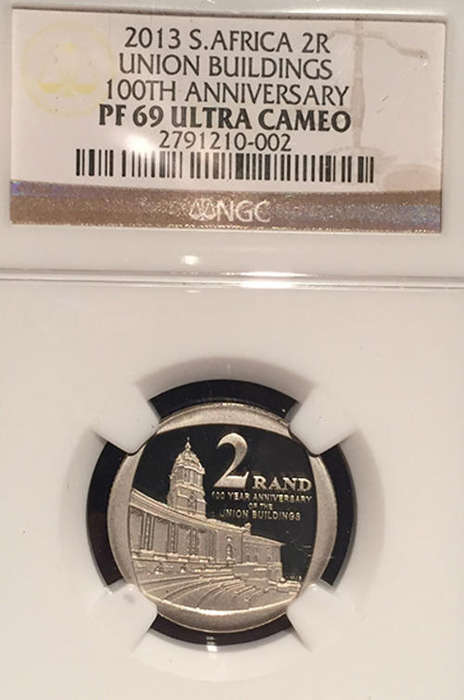 2013 S.AFRICA 2R
UNION BUILDINGS
100TH ANNIVERSARY
PF 69 ULTRA CAMEO
2791210-002
NGC
2 RAND
100 YEAR ANNIVERSARY
OF THE
UNION BUILDINGS